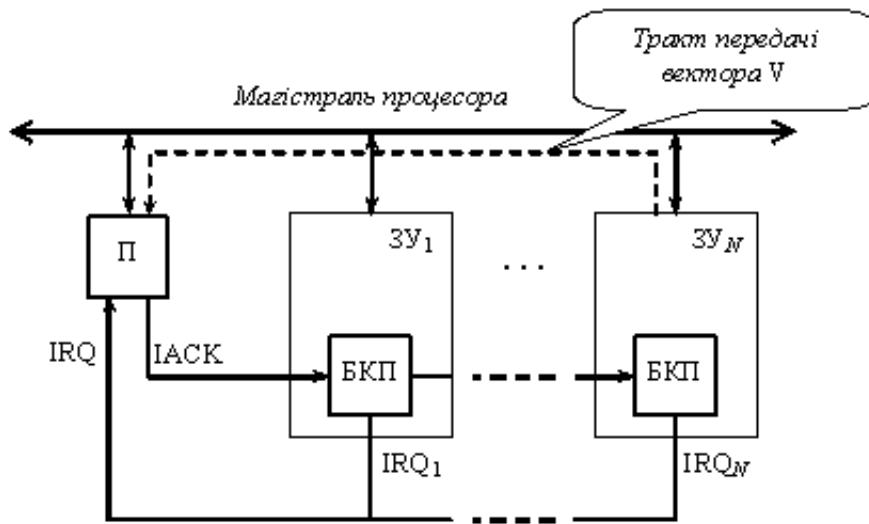 Тракт передачі
вектора V
Магістраль процесора
П
ЗУ1
. . .
ЗУN
IRQ
IACK
БКП
БКП
IRQ1
IRQN